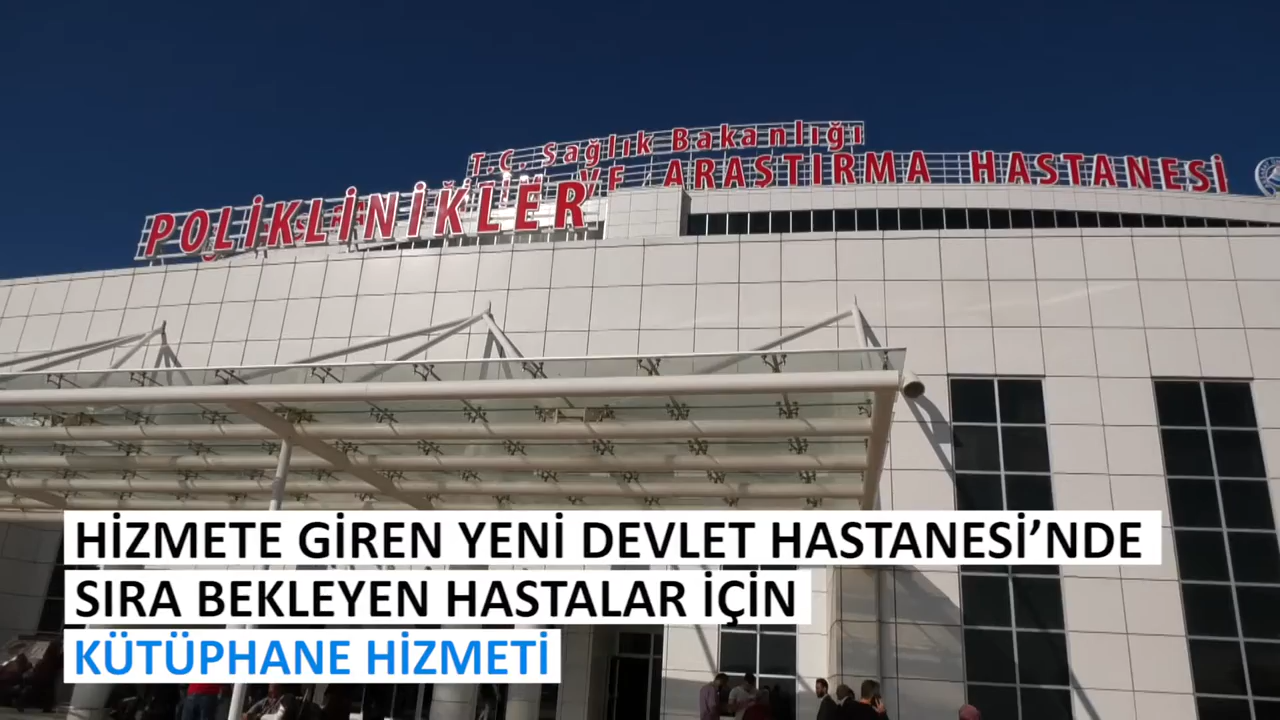 T.C. Sağlık Bakanlığı
VE ARAŞTIRMA HASTANESİ
POLİKLİNİKLER
HİZMETE GİREN YENİ DEVLET HASTANESİ’NDE
SIRA BEKLEYEN HASTALAR İÇİN
KÜTÜPHANE HİZMETİ